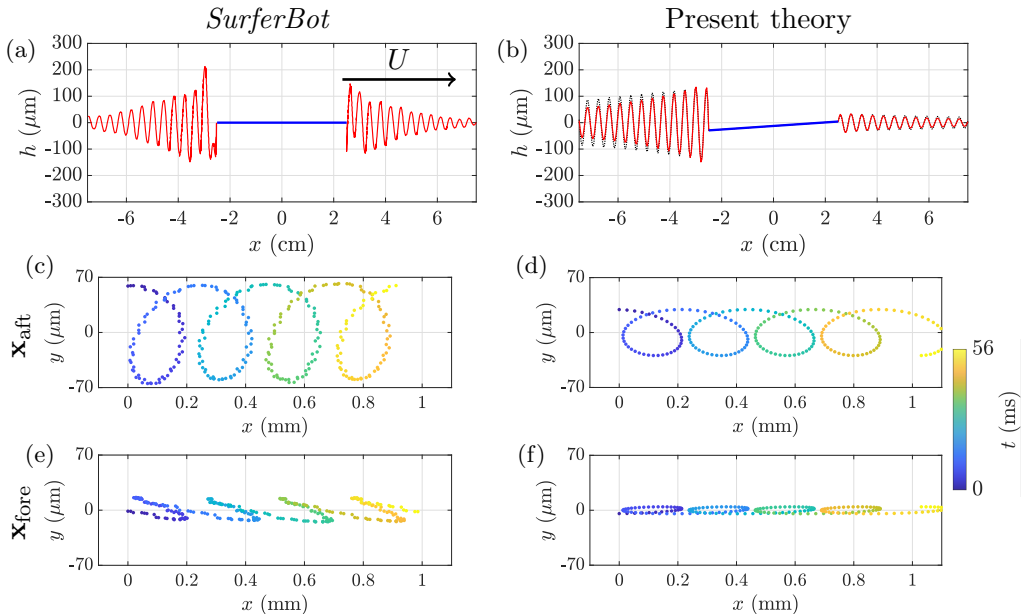 SurferBot Present theory
(a) 300 200 100 0 -100 -200 -300 h (μm) -6 -4 -2 0 2 4 6 x (cm) U
(b) 300 200 100 0 -100 -200 -300 h (μm) -6 -4 -2 0 2 4 6 x (cm)
(c) 70 0 -70 y (μm) x_aft 0 0.2 0.4 0.6 0.8 1 x (mm)
(d) 70 0 -70 y (μm) 0 0.2 0.4 0.6 0.8 1 x (mm)
56 0 t (ms)
(e) 70 0 -70 y (μm) x_fore 0 0.2 0.4 0.6 0.8 1 x (mm)
(f) 70 0 -70 y (μm) 0 0.2 0.4 0.6 0.8 1 x (mm)